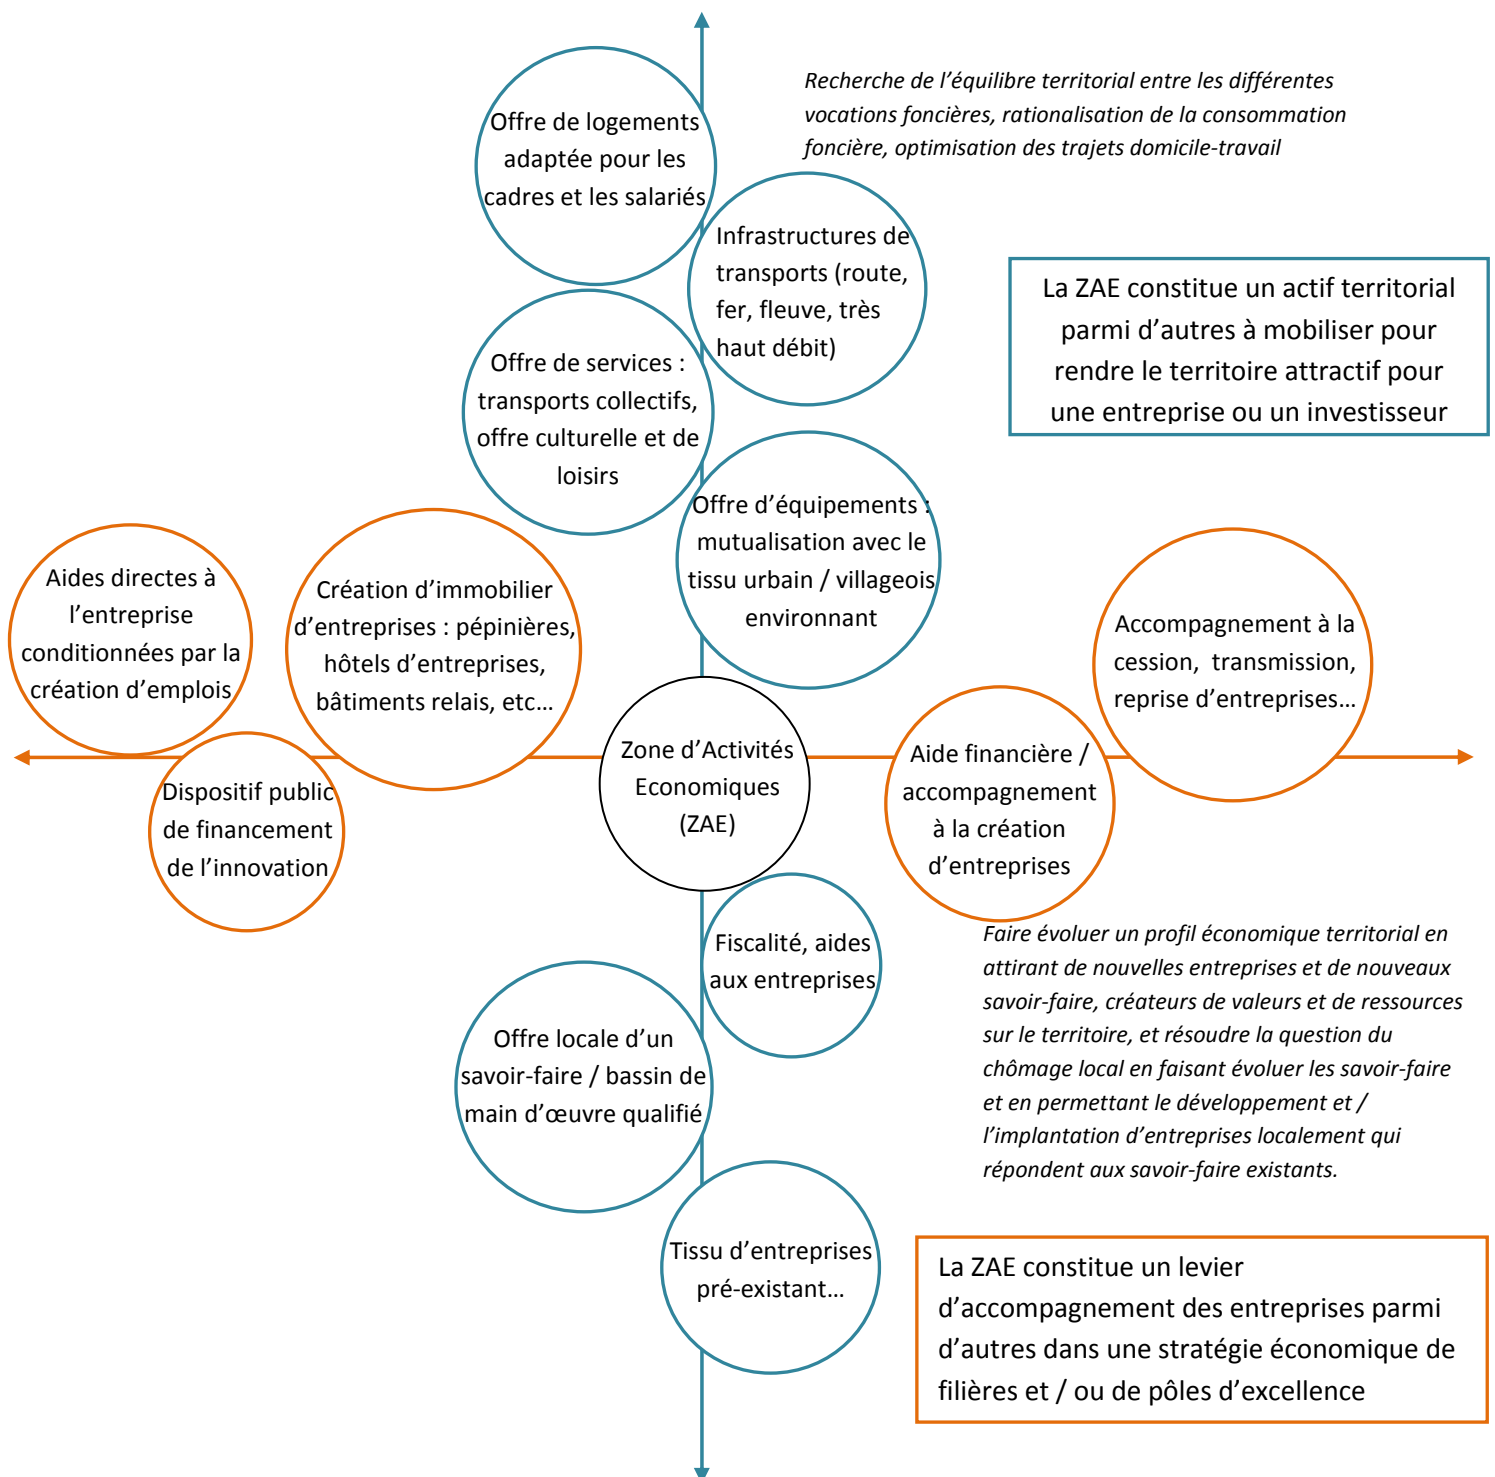 Recherche de l’équilibre territorial entre les différentes
vocations foncières, rationalisation de la consommation
foncière, optimisation des trajets domicile-travail
Offre de logements
adaptée pour les
cadres et les salariés
Infrastructures de
transports (route,
fer, fleuve, très
haut débit)
La ZAE constitue un actif territorial
parmi d’autres à mobiliser pour
rendre le territoire attractif pour
une entreprise ou un investisseur
Offre de services :
transports collectifs,
offre culturelle et de
loisirs
Offre d’équipements :
mutualisation avec le
tissu urbain / villageois
environnant
Aides directes à
l’entreprise
conditionnées par la
création d’emplois
Création d’immobilier
d’entreprises : pépinières,
hôtels d’entreprises,
bâtiments relais, etc…
Accompagnement à la
cession, transmission,
reprise d’entreprises…
Dispositif public
de financement
de l’innovation
Zone d’Activités
Economiques
(ZAE)
Aide financière /
accompagnement
à la création
d’entreprises
Fiscalité, aides
aux entreprises
Faire évoluer un profil économique territorial en
attirant de nouvelles entreprises et de nouveaux
savoir-faire, créateurs de valeurs et de ressources
sur le territoire, et résoudre la question du
chômage local en faisant évoluer les savoir-faire
et en permettant le développement et /
l’implantation d’entreprises localement qui
répondent aux savoir-faire existants.
Offre locale d’un
savoir-faire / bassin de
main d’œuvre qualifié
Tissu d’entreprises
pré-existant…
La ZAE constitue un levier
d’accompagnement des entreprises parmi
d’autres dans une stratégie économique de
filières et / ou de pôles d’excellence